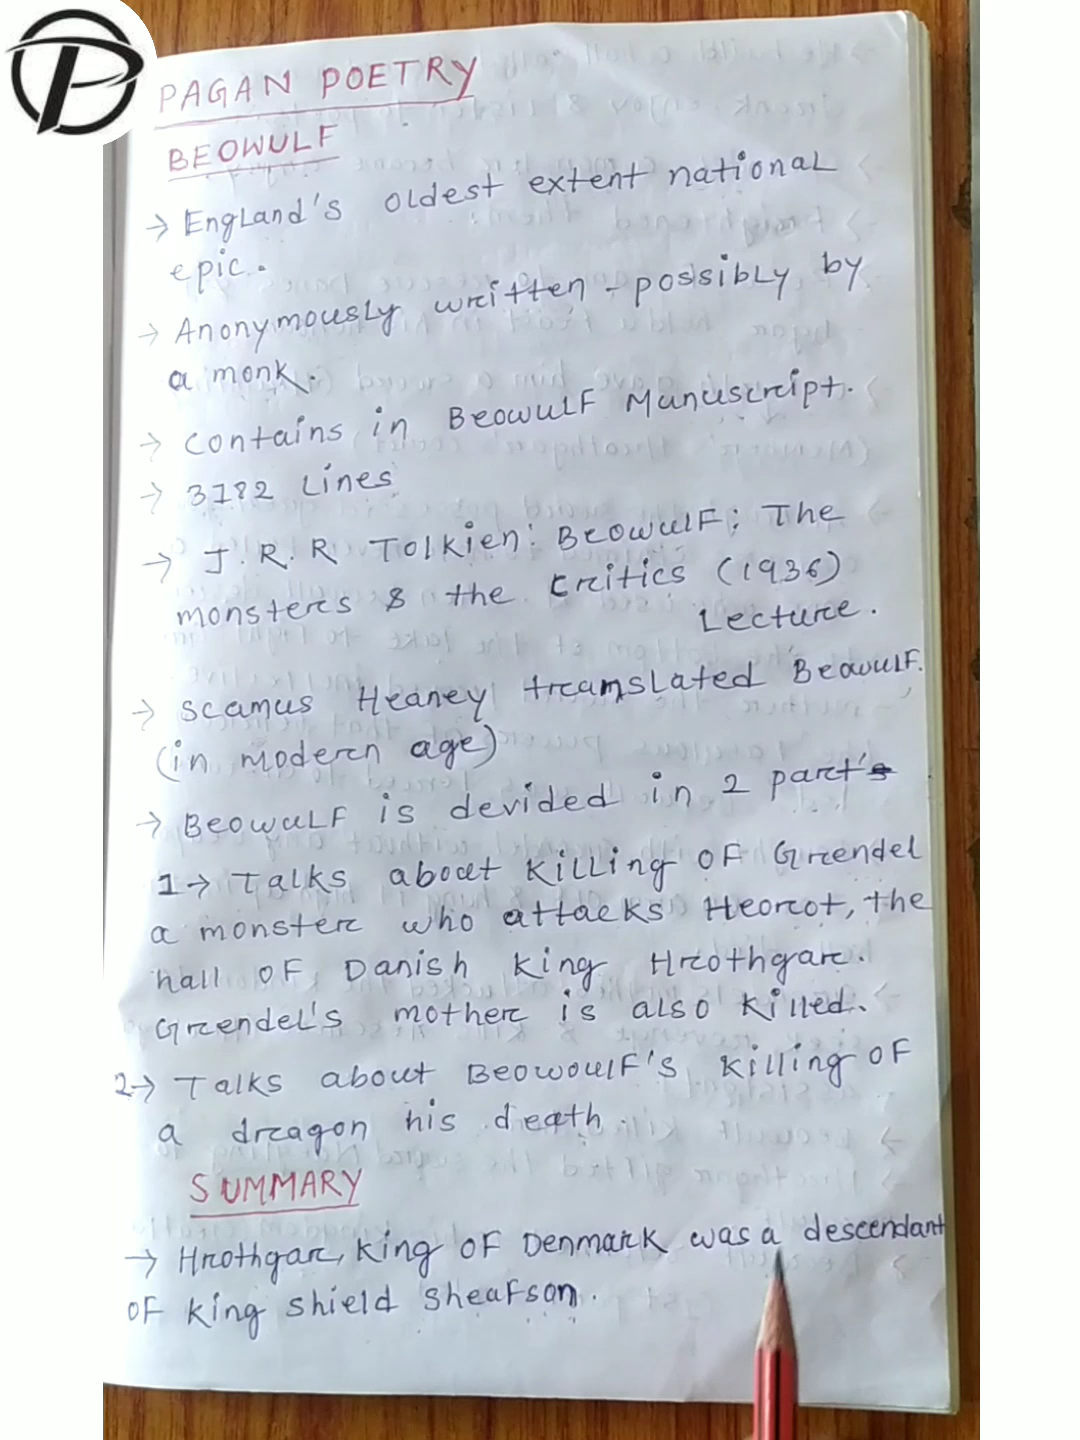 PAGAN POETRY
BEOWULF
→ England's oldest extent national
epic.
→ Anonymously written - possibly by
a monk.
→ contains in Beowulf Manuscript.
→ 3182 Lines
→ J.R.R Tolkien: Beowulf; The
monsters & the critics (1936)
Lecture.
→ Seamus Heaney translated Beowulf.
(in modern age)
→ Beowulf is devided in 2 part's
1→ Talks about killing of Grendel
a monster who attacks Heorot, the
hall of Danish king Hrothgar.
Grendel's mother is also killed.
2→ Talks about Beowoulf's killing of
a dragon his death.
SUMMARY
→ Hrothgar, king of Denmark was a descendant
of king shield sheafson.